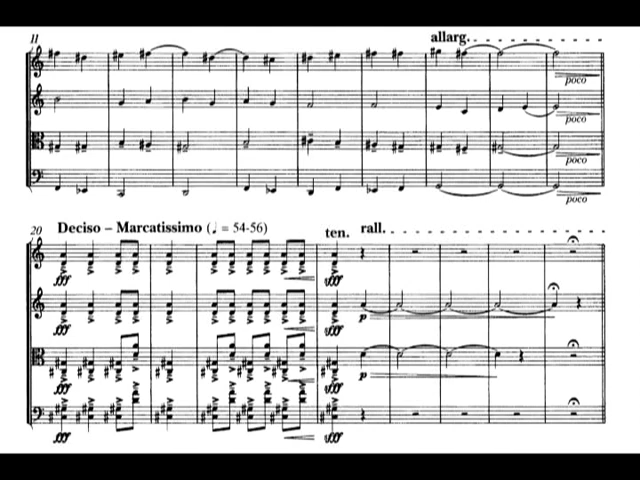 11
allarg.
poco
poco
poco
poco
20 Deciso – Marcatissimo (♩ = 54-56)
ten. rall.
fff
fff
fff
fff
p
p